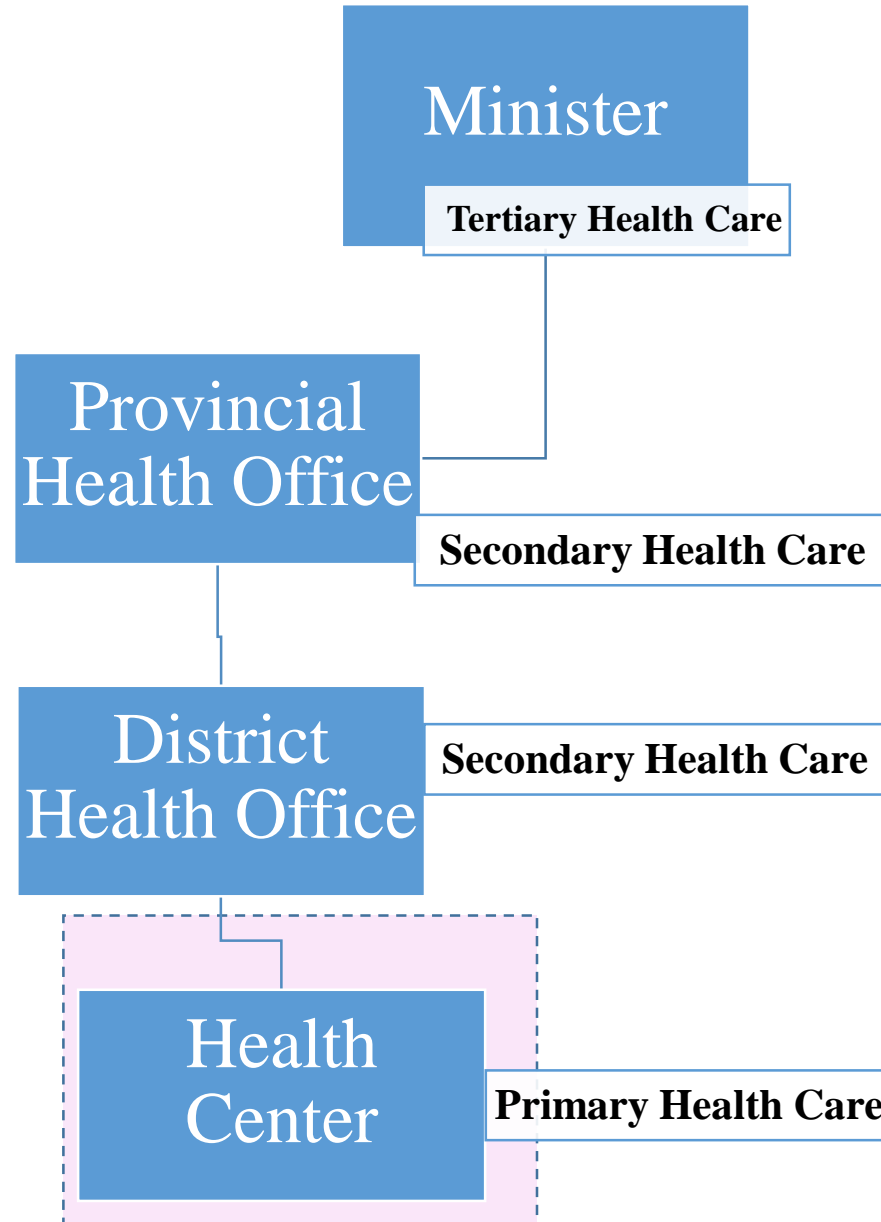 Minister
Tertiary Health Care
Provincial
Health Office
Secondary Health Care
District
Health Office
Secondary Health Care
Health
Center
Primary Health Care